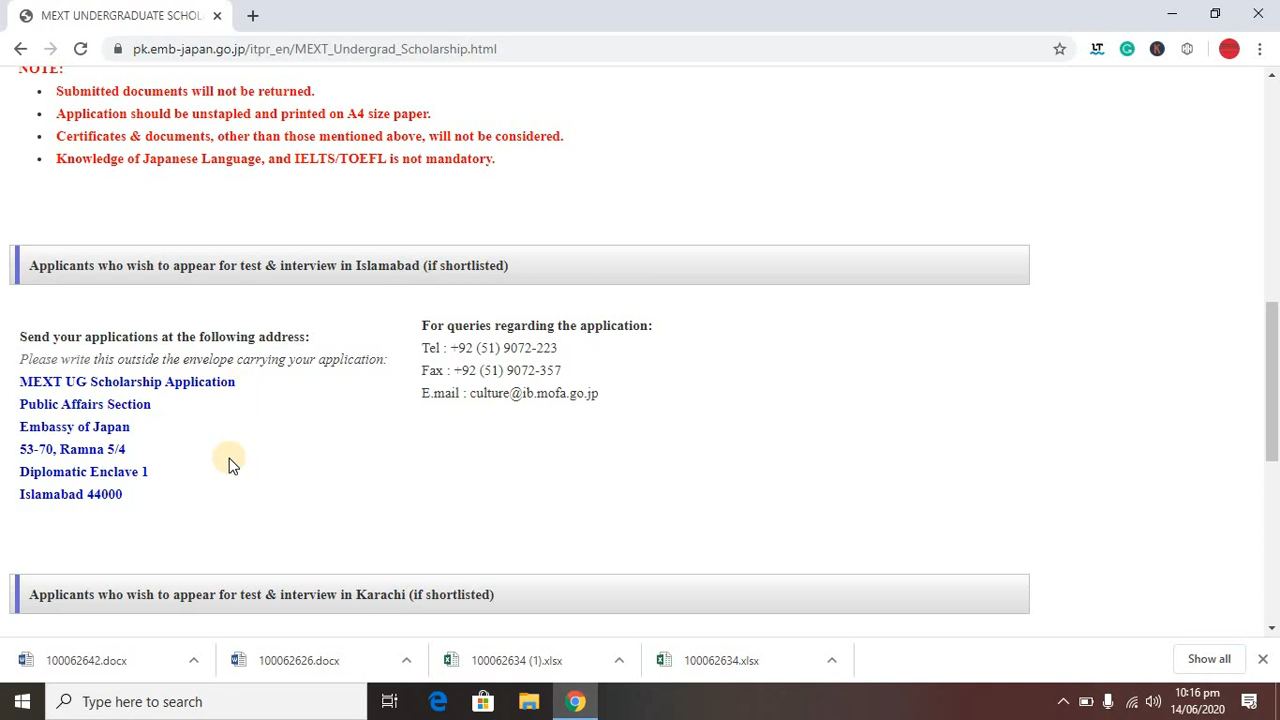 MEXT UNDERGRADUATE SCHOL
pk.emb-japan.go.jp/itpr_en/MEXT_Undergrad_Scholarship.html
NOTE:
• Submitted documents will not be returned.
• Application should be unstapled and printed on A4 size paper.
• Certificates & documents, other than those mentioned above, will not be considered.
• Knowledge of Japanese Language, and IELTS/TOEFL is not mandatory.
Applicants who wish to appear for test & interview in Islamabad (if shortlisted)
Send your applications at the following address:
Please write this outside the envelope carrying your application:
MEXT UG Scholarship Application
Public Affairs Section
Embassy of Japan
53-70, Ramna 5/4
Diplomatic Enclave 1
Islamabad 44000
For queries regarding the application:
Tel : +92 (51) 9072-223
Fax : +92 (51) 9072-357
E.mail : culture@ib.mofa.go.jp
Applicants who wish to appear for test & interview in Karachi (if shortlisted)
100062642.docx
100062626.docx
100062634 (1).xlsx
100062634.xlsx
Show all
Type here to search
10:16 pm
14/06/2020